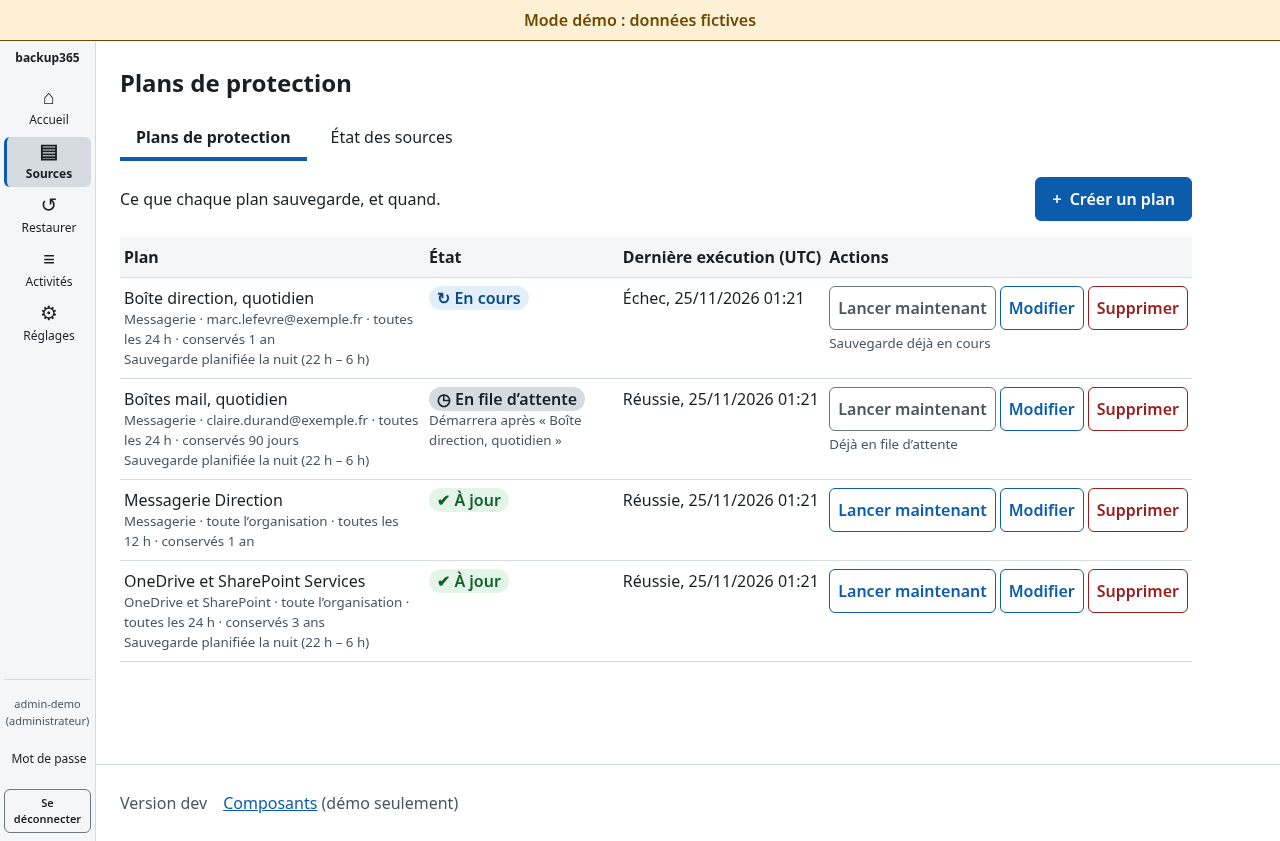 Mode démo : données fictives
backup365
Accueil
Sources
Restaurer
Activités
Réglages
admin-demo
(administrateur)
Mot de passe
Se
déconnecter
Plans de protection
Plans de protection
État des sources
Ce que chaque plan sauvegarde, et quand.
+ Créer un plan
Plan État Dernière exécution (UTC) Actions
Boîte direction, quotidien
Messagerie · marc.lefevre@exemple.fr · toutes
les 24 h · conservés 1 an
Sauvegarde planifiée la nuit (22 h – 6 h)
↻ En cours
Échec, 25/11/2026 01:21
Lancer maintenant Modifier Supprimer
Sauvegarde déjà en cours
Boîtes mail, quotidien
Messagerie · claire.durand@exemple.fr · toutes
les 24 h · conservés 90 jours
Sauvegarde planifiée la nuit (22 h – 6 h)
◷ En file d’attente
Démarrera après « Boîte
direction, quotidien »
Réussie, 25/11/2026 01:21
Lancer maintenant Modifier Supprimer
Déjà en file d’attente
Messagerie Direction
Messagerie · toute l’organisation · toutes les
12 h · conservés 1 an
✔ À jour
Réussie, 25/11/2026 01:21
Lancer maintenant Modifier Supprimer
OneDrive et SharePoint Services
OneDrive et SharePoint · toute l’organisation ·
toutes les 24 h · conservés 3 ans
Sauvegarde planifiée la nuit (22 h – 6 h)
✔ À jour
Réussie, 25/11/2026 01:21
Lancer maintenant Modifier Supprimer
Version dev Composants (démo seulement)